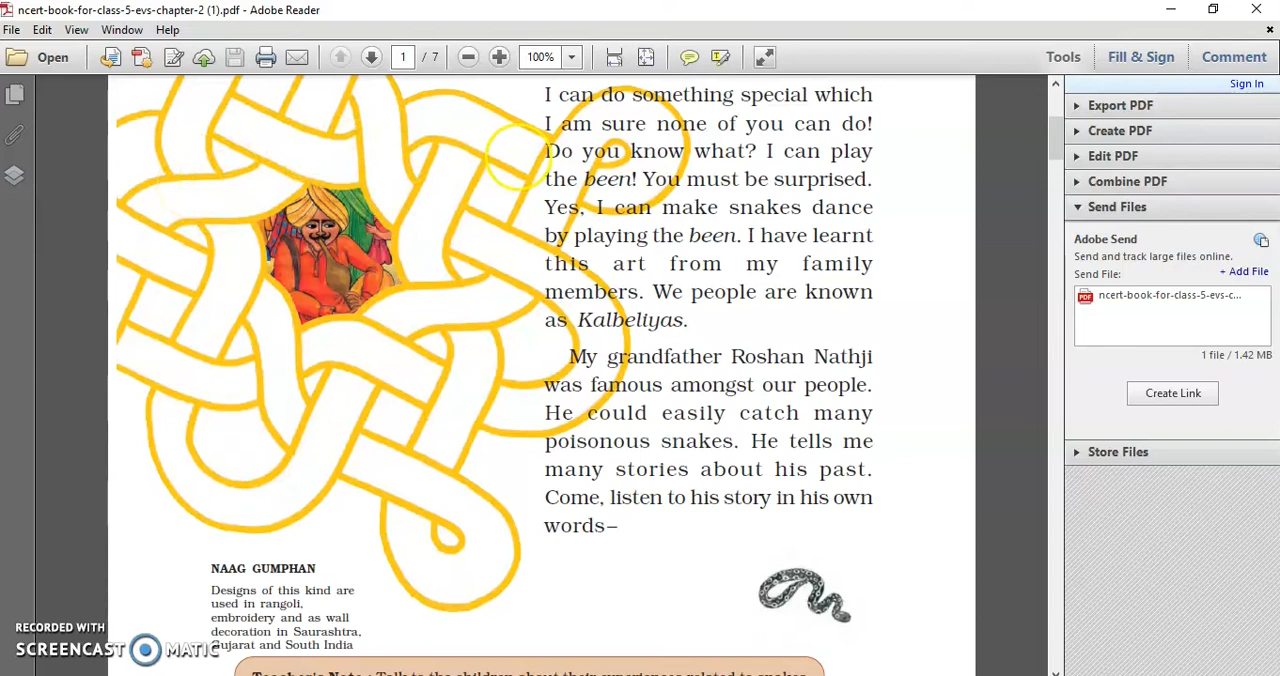 ncert-book-for-class-5-evs-chapter-2 (1).pdf - Adobe Reader
File Edit View Window Help
Open 1 / 7 100% Tools Fill & Sign Comment
Sign In
Export PDF
Create PDF
Edit PDF
Combine PDF
Send Files
Adobe Send
Send and track large files online.
Send File: + Add File
ncert-book-for-class-5-evs-c...
1 file / 1.42 MB
Create Link
Store Files
I can do something special which
I am sure none of you can do!
Do you know what? I can play
the been! You must be surprised.
Yes, I can make snakes dance
by playing the been. I have learnt
this art from my family
members. We people are known
as Kalbeliyas.
My grandfather Roshan Nathji
was famous amongst our people.
He could easily catch many
poisonous snakes. He tells me
many stories about his past.
Come, listen to his story in his own
words–
NAAG GUMPHAN
Designs of this kind are
used in rangoli,
embroidery and as wall
decoration in Saurashtra,
Gujarat and South India
Teacher's Note : Talk to the children about their experiences related to snakes
RECORDED WITH
SCREENCAST MATIC